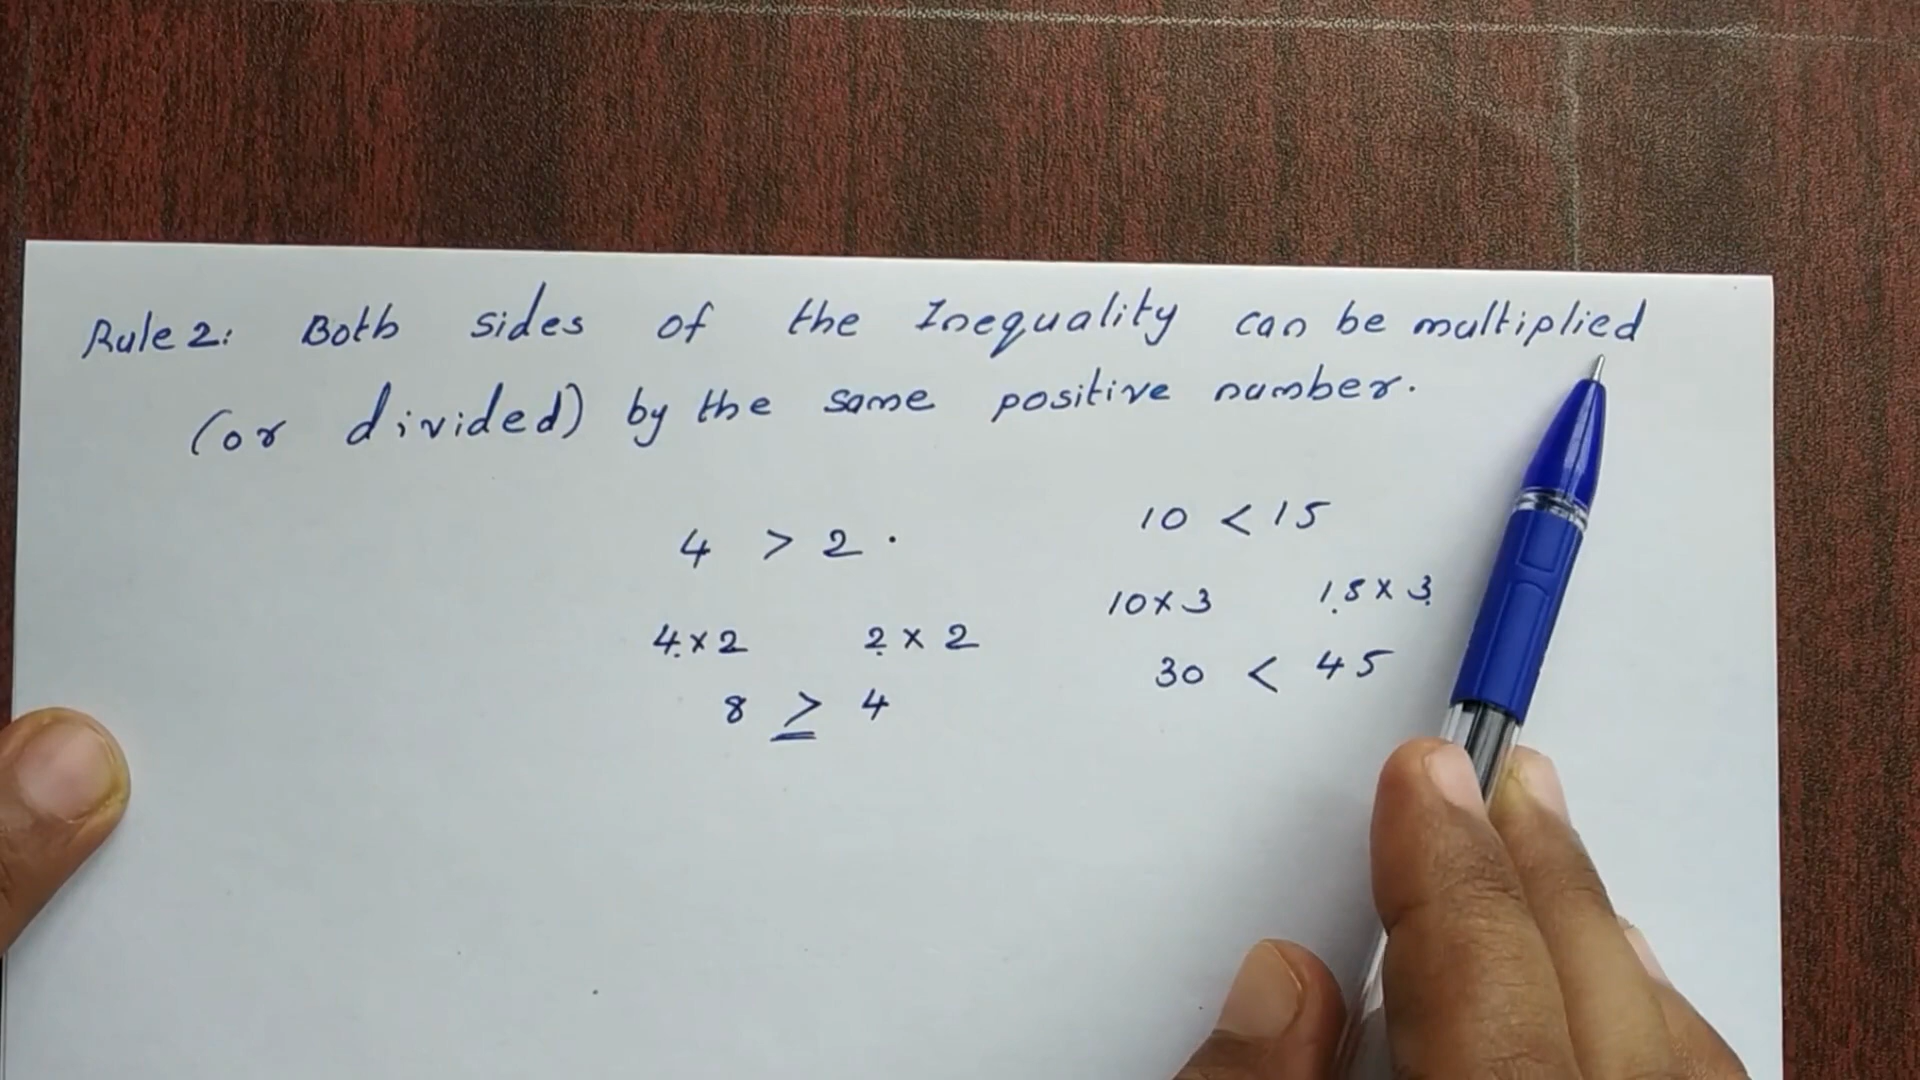 Rule 2: Both sides of the Inequality can be multiplied
(or divided) by the same positive number.
4 > 2 .
4 x 2 2 x 2
8 > 4
10 < 15
10 x 3 15 x 3
30 < 45